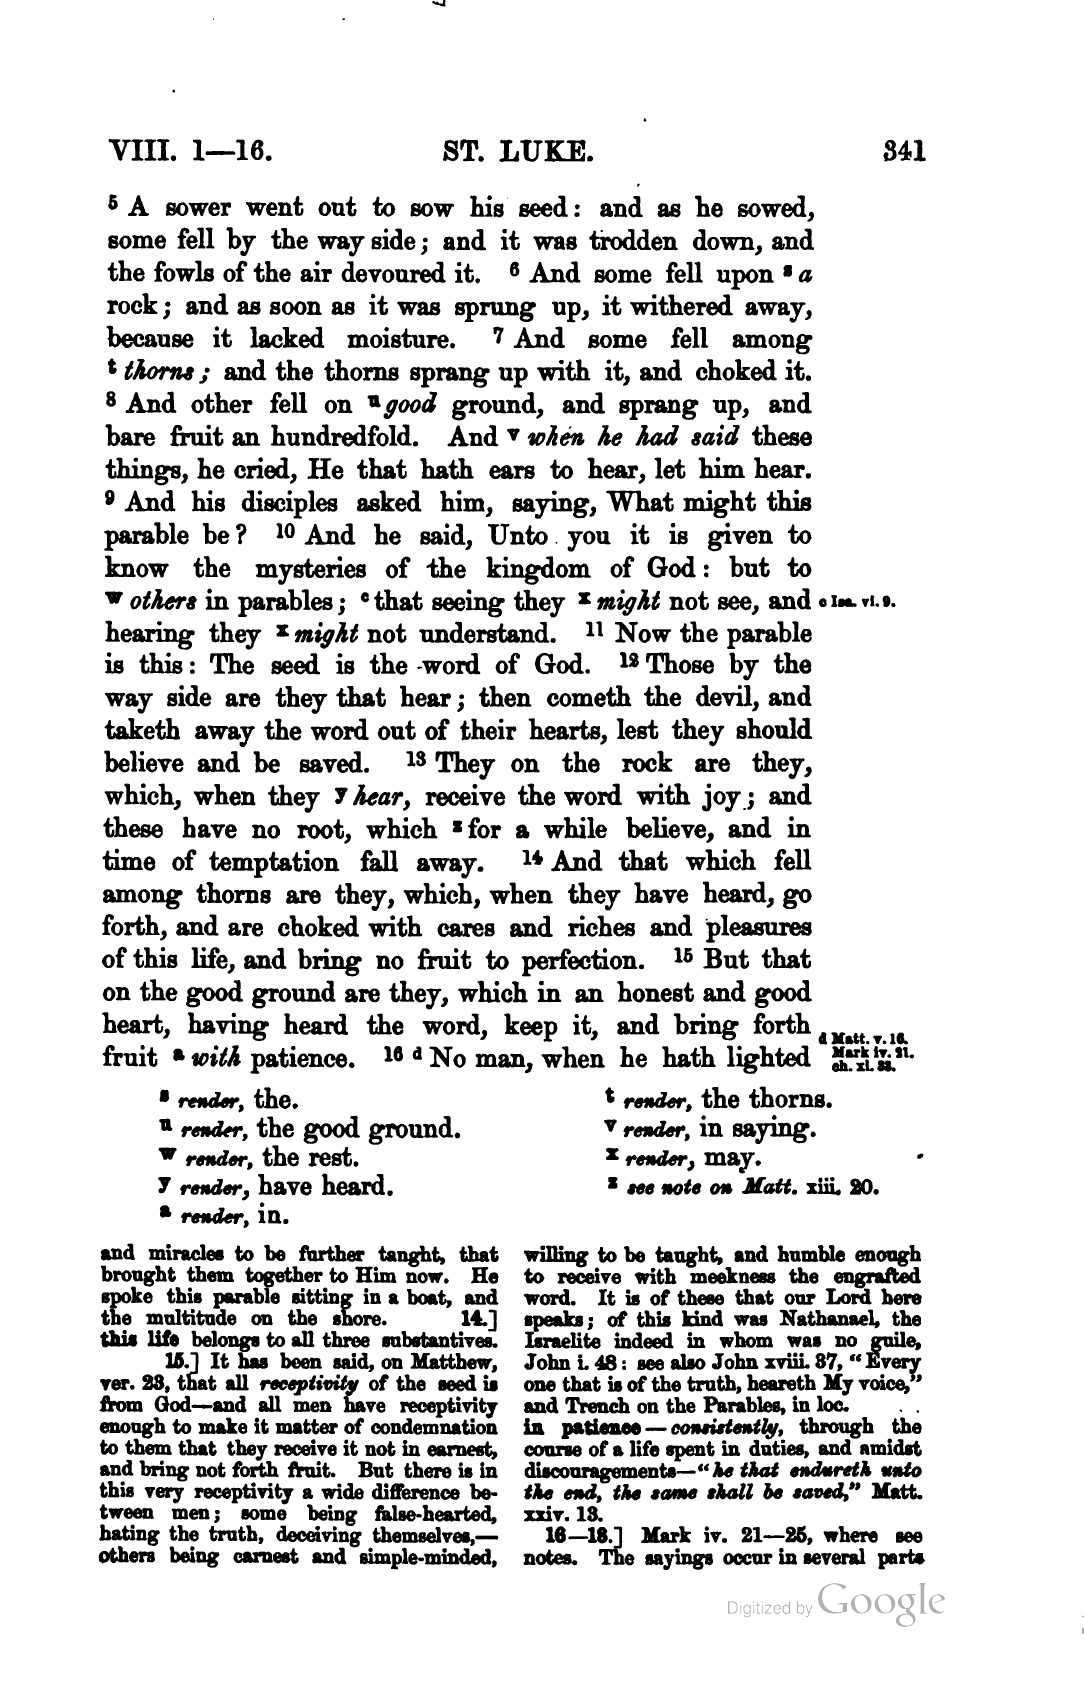 VIII. 1—16. ST. LUKE. 341
5 A sower went out to sow his seed: and as he sowed,
some fell by the way side; and it was trodden down, and
the fowls of the air devoured it. 6 And some fell upon s a
rock; and as soon as it was sprung up, it withered away,
because it lacked moisture. 7 And some fell among
t thorns; and the thorns sprang up with it, and choked it.
8 And other fell on u good ground, and sprang up, and
bare fruit an hundredfold. And v when he had said these
things, he cried, He that hath ears to hear, let him hear.
9 And his disciples asked him, saying, What might this
parable be? 10 And he said, Unto you it is given to
know the mysteries of the kingdom of God: but to
w others in parables; c that seeing they x might not see, and
c Isa. vi. 9.
hearing they x might not understand. 11 Now the parable
is this: The seed is the word of God. 12 Those by the
way side are they that hear; then cometh the devil, and
taketh away the word out of their hearts, lest they should
believe and be saved. 13 They on the rock are they,
which, when they y hear, receive the word with joy; and
these have no root, which z for a while believe, and in
time of temptation fall away. 14 And that which fell
among thorns are they, which, when they have heard, go
forth, and are choked with cares and riches and pleasures
of this life, and bring no fruit to perfection. 15 But that
on the good ground are they, which in an honest and good
heart, having heard the word, keep it, and bring forth
fruit a with patience. 16 d No man, when he hath lighted
d Matt. v. 15.
Mark iv. 21.
ch. xi. 33.
s render, the.
t render, the thorns.
u render, the good ground.
v render, in saying.
w render, the rest.
x render, may.
y render, have heard.
z see note on Matt. xiii. 20.
a render, in.
and miracles to be further tanght, that
brought them together to Him now. He
spoke this parable sitting in a boat, and
the multitude on the shore. 14.]
this life belongs to all three substantives.
15.] It has been said, on Matthew,
ver. 23, that all receptivity of the seed is
from God—and all men have receptivity
enough to make it matter of condemnation
to them that they receive it not in earnest,
and bring not forth fruit. But there is in
this very receptivity a wide difference be-
tween men; some being false-hearted,
hating the truth, deceiving themselves,—
others being earnest and simple-minded,
willing to be taught, and humble enough
to receive with meekness the engrafted
word. It is of these that our Lord here
speaks; of this kind was Nathanael, the
Israelite indeed in whom was no guile,
John i. 48: see also John xviii. 37, "Every
one that is of the truth, heareth My voice,"
and Trench on the Parables, in loc.
in patience—consistently, through the
course of a life spent in duties, and amidst
discouragements—"he that endureth unto
the end, the same shall be saved," Matt.
xxiv. 13.
16—18.] Mark iv. 21—25, where see
notes. The sayings occur in several parts
Digitized by Google